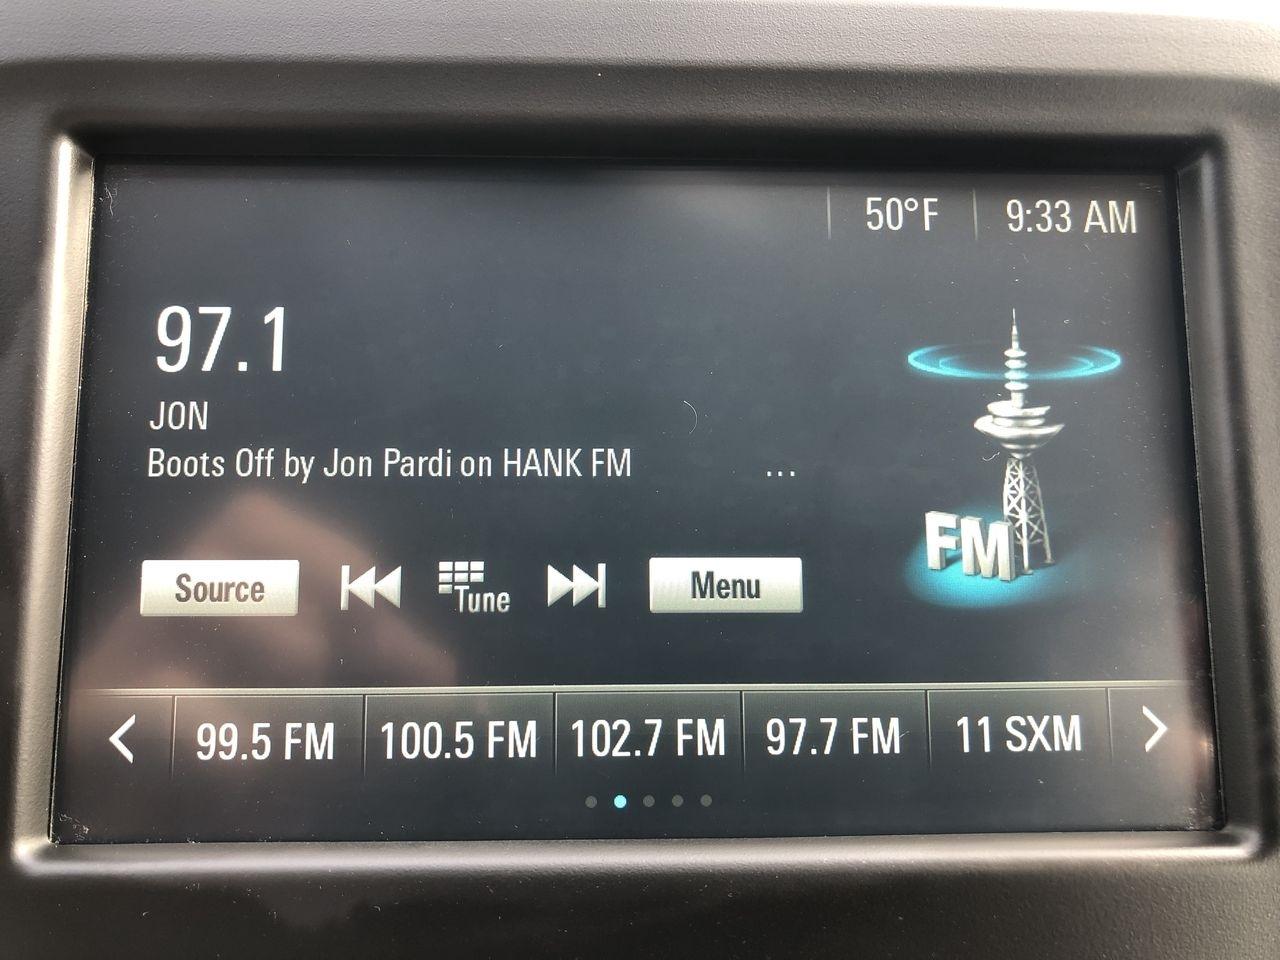 50°F 9:33 AM
97.1
JON
Boots Off by Jon Pardi on HANK FM ...
FM
Source Tune Menu
99.5 FM 100.5 FM 102.7 FM 97.7 FM 11 SXM